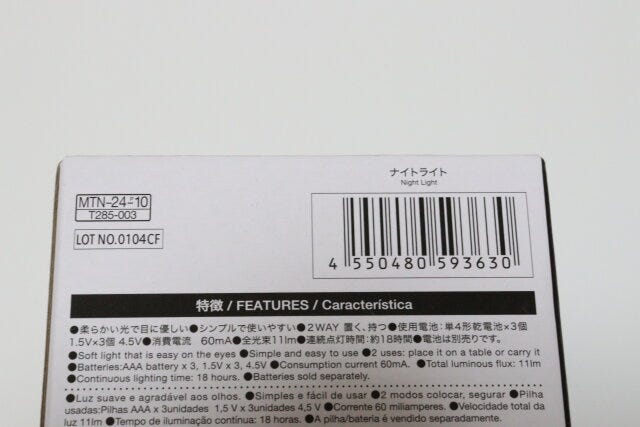 ナイトライト
Night Light
MTN-24-10
T285-003
LOT NO.0104CF
4 550480 593630
特徴 / FEATURES / Característica
●柔らかい光で目に優しい●シンプルで使いやすい●2WAY 置く、持つ●使用電池：単4形乾電池×3個
1.5V×3個 4.5V●消費電流 60mA●全光束11lm●連続点灯時間：約18時間●電池は別売りです。
●Soft light that is easy on the eyes ●Simple and easy to use ●2 uses: place it on a table or carry it
●Batteries:AAA battery x 3, 1.5V x 3, 4.5V ●Consumption current 60mA. ●Total luminous flux: 11lm
●Continuous lighting time: 18 hours. ●Batteries sold separately.
●Luz suave e agradável aos olhos. ●Simples e fácil de usar ●2 modos colocar, segurar ●Pilha
usadas:Pilhas AAA x 3unidades 1,5 V x 3unidades 4,5 V ●Corrente 60 miliamperes. ●Velocidade total da
luz 11lm ●Tempo de iluminação contínua: 18 horas. ●A pilha/bateria é vendido separadamente.